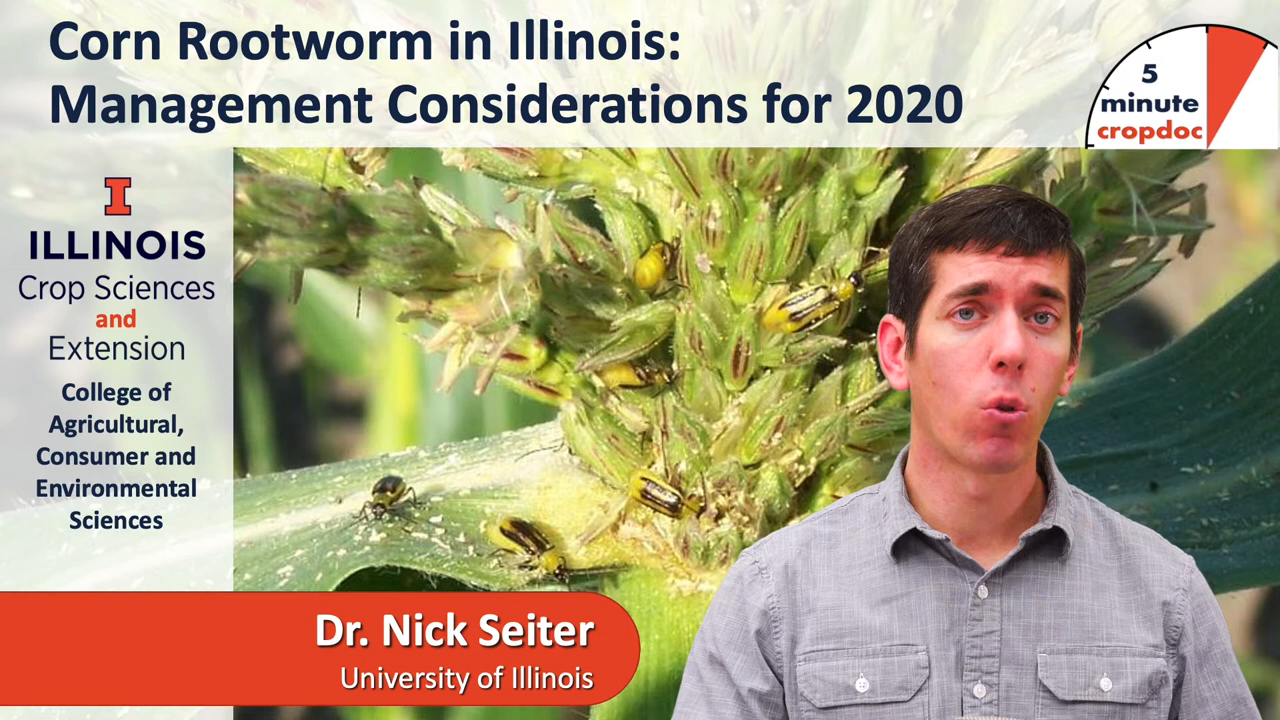 Corn Rootworm in Illinois:
Management Considerations for 2020
5
minute
cropdoc
I
ILLINOIS
Crop Sciences
and
Extension
College of
Agricultural,
Consumer and
Environmental
Sciences
Dr. Nick Seiter
University of Illinois